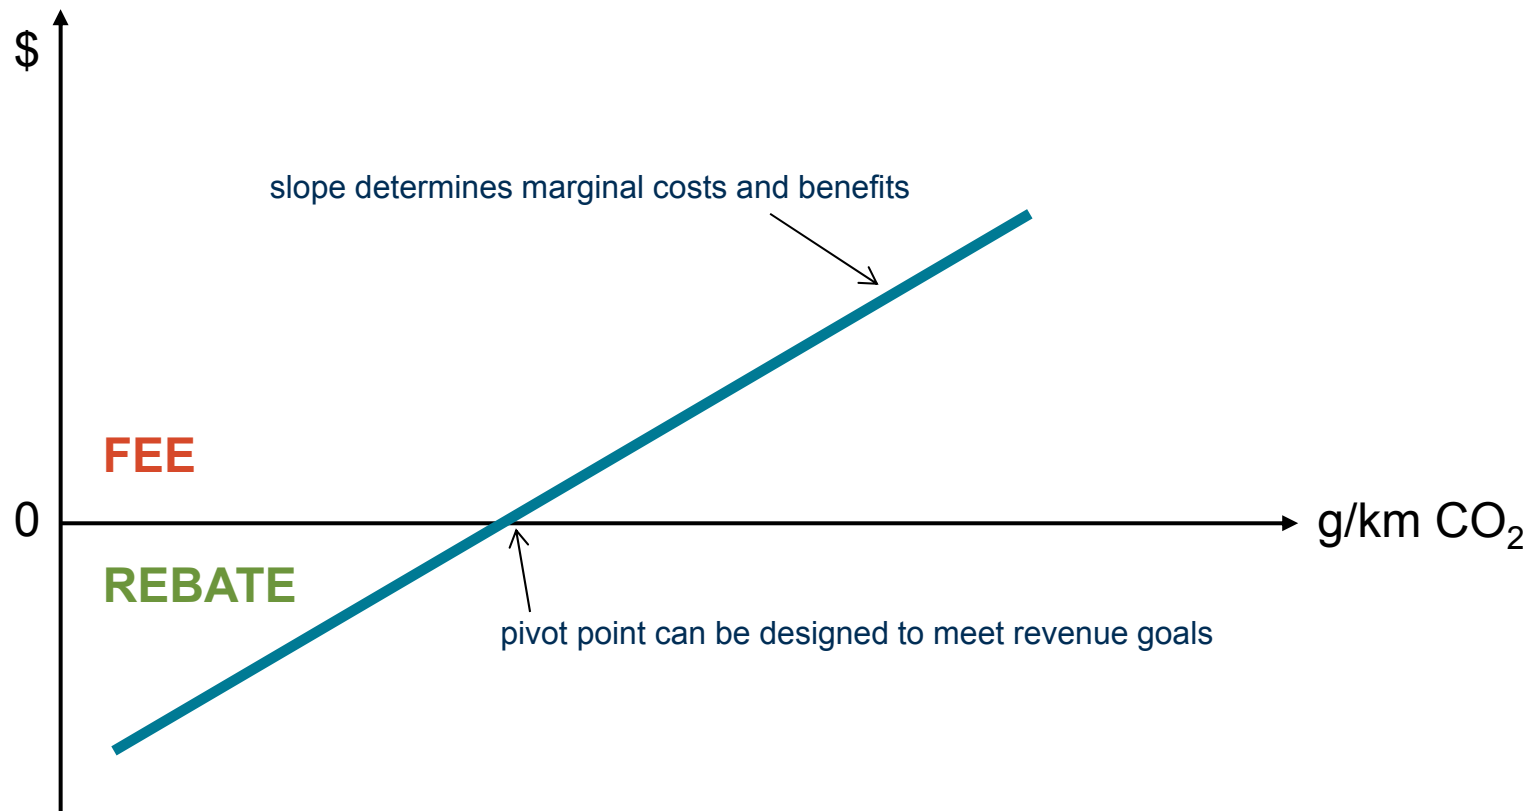 $
slope determines marginal costs and benefits
FEE
0
g/km CO₂
REBATE
pivot point can be designed to meet revenue goals